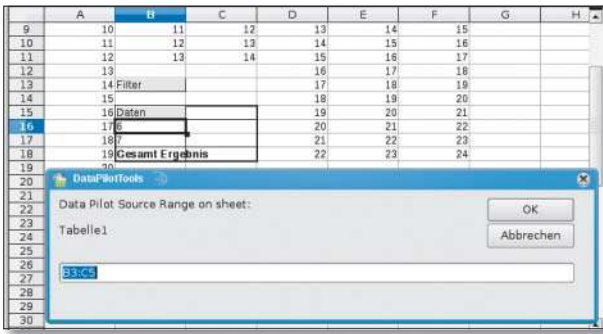 A B C D E F G H
9 10 11 12 13 14 15
10 11 12 13 14 15 16
11 12 13 14 15 16 17
12 13 16 17 18
13 14 Filter 17 18 19
14 15 18 19 20
15 16 Daten 19 20 21
16 17 6 20 21 22
17 18 7 21 22 23
18 19 Gesamt Ergebnis 22 23 24
19 20
20 DataPilotTools
21 Data Pilot Source Range on sheet: OK
22
23 Tabelle1
24 Abbrechen
25
26
27 B3:C5
28
29
30